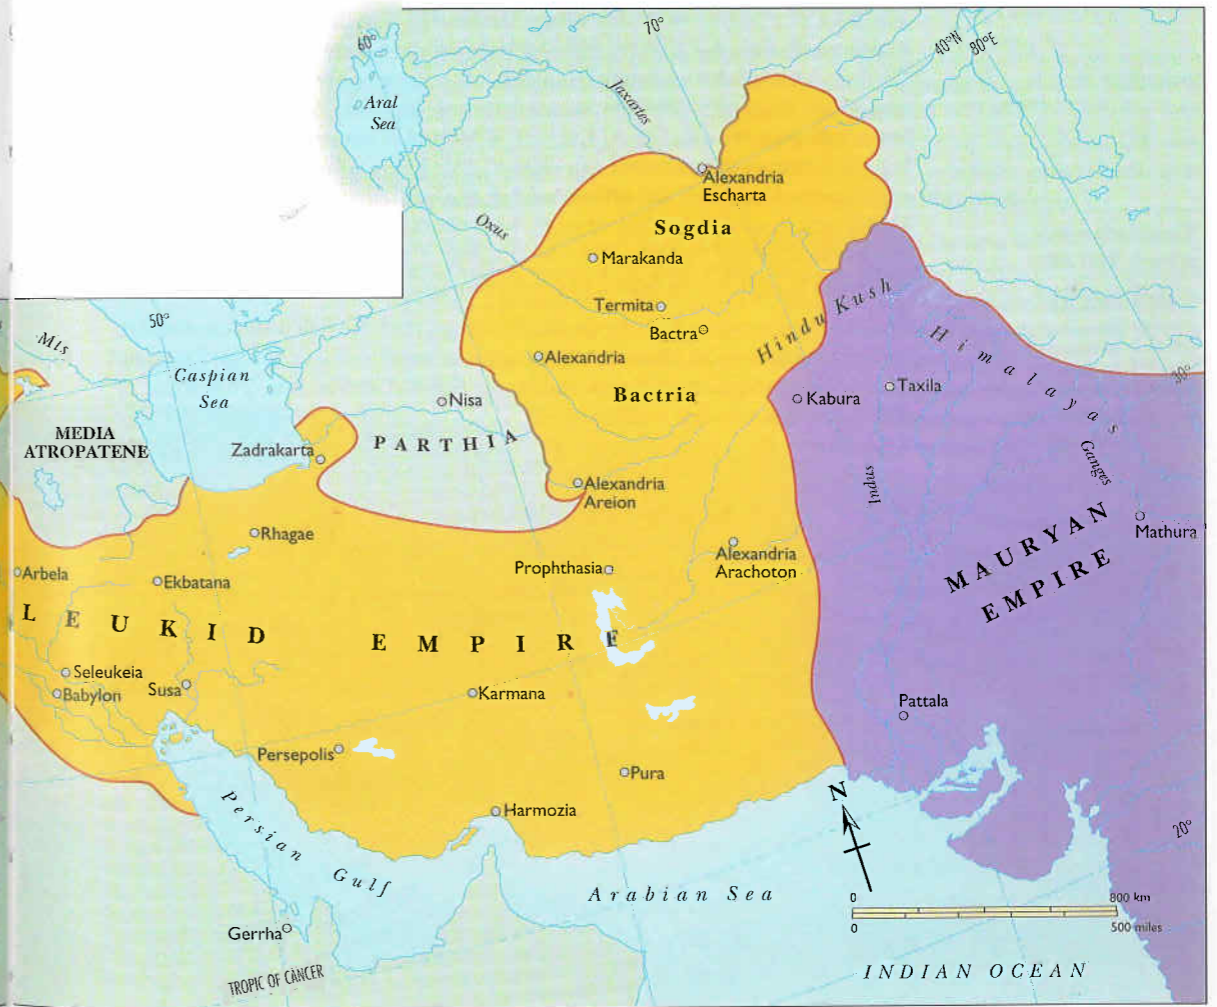 60°
70°
40°N
80°E
Jaxartes
Aral
Sea
Alexandria
Escharta
Oxus
Sogdia
Marakanda
Termita
Bactra
Hindu Kush
Himalayas
50°
Mts
Caspian
Sea
Alexandria
Bactria
Nisa
Kabura
Taxila
30°
MEDIA
ATROPATENE
Zadrakarta
PARTHIA
Ganges
Indus
Alexandria
Areion
Rhagae
Mathura
MAURYAN
EMPIRE
Alexandria
Arachoton
Prophthasia
Arbela
Ekbatana
LEUKID EMPIRE
Seleukeia
Babylon
Susa
Karmana
Pattala
Persepolis
Pura
N
Persian Gulf
Harmozia
20°
Arabian Sea
0 800 km
0 500 miles
Gerrha
TROPIC OF CANCER
INDIAN OCEAN